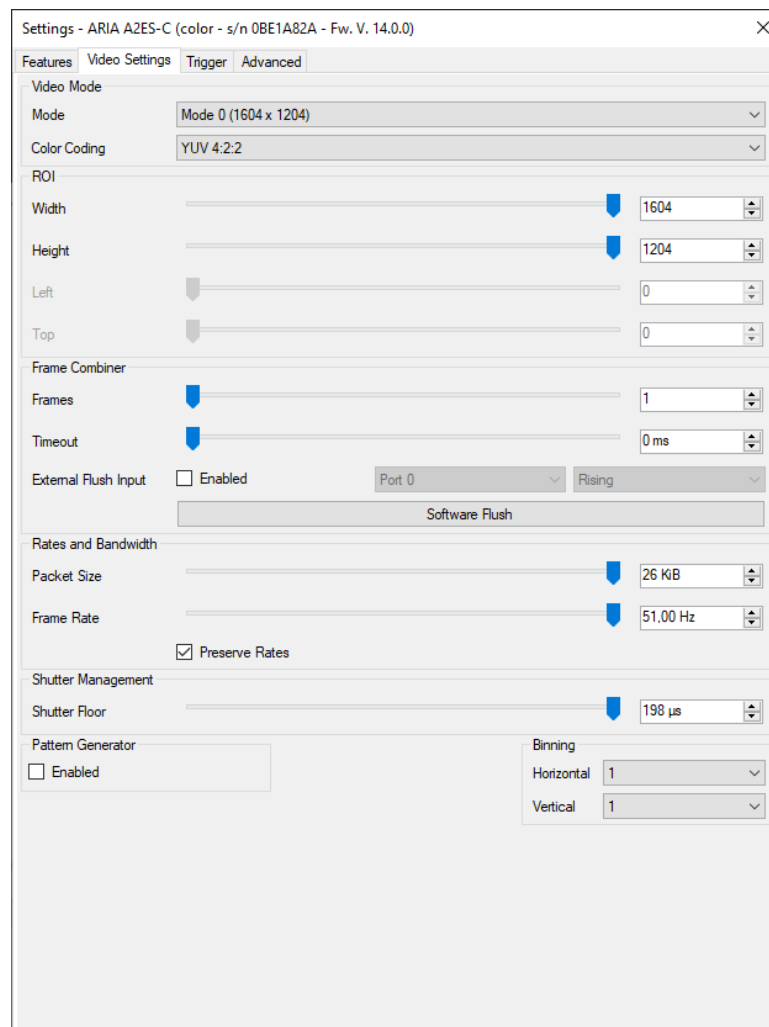 Settings - ARIA A2ES-C (color - s/n 0BE1A82A - Fw. V. 14.0.0)
Features Video Settings Trigger Advanced
Video Mode
Mode Mode 0 (1604 x 1204)
Color Coding YUV 4:2:2
ROI
Width 1604
Height 1204
Left 0
Top 0
Frame Combiner
Frames 1
Timeout 0 ms
External Flush Input Enabled Port 0 Rising
Software Flush
Rates and Bandwidth
Packet Size 26 KiB
Frame Rate 51,00 Hz
Preserve Rates
Shutter Management
Shutter Floor 198 µs
Pattern Generator Binning
Enabled Horizontal 1
Vertical 1